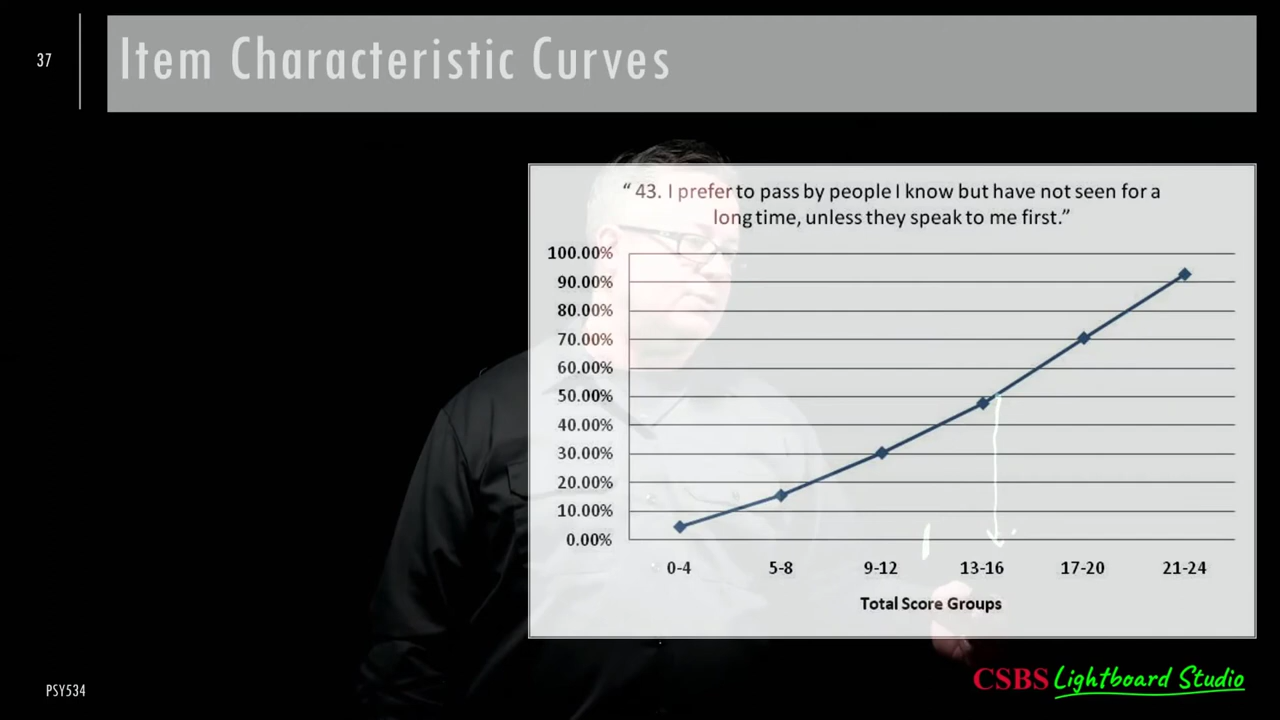 37
Item Characteristic Curves
“ 43. I prefer to pass by people I know but have not seen for a
long time, unless they speak to me first.”
100.00%
90.00%
80.00%
70.00%
60.00%
50.00%
40.00%
30.00%
20.00%
10.00%
0.00%
0-4 5-8 9-12 13-16 17-20 21-24
Total Score Groups
PSY534
CSBS Lightboard Studio